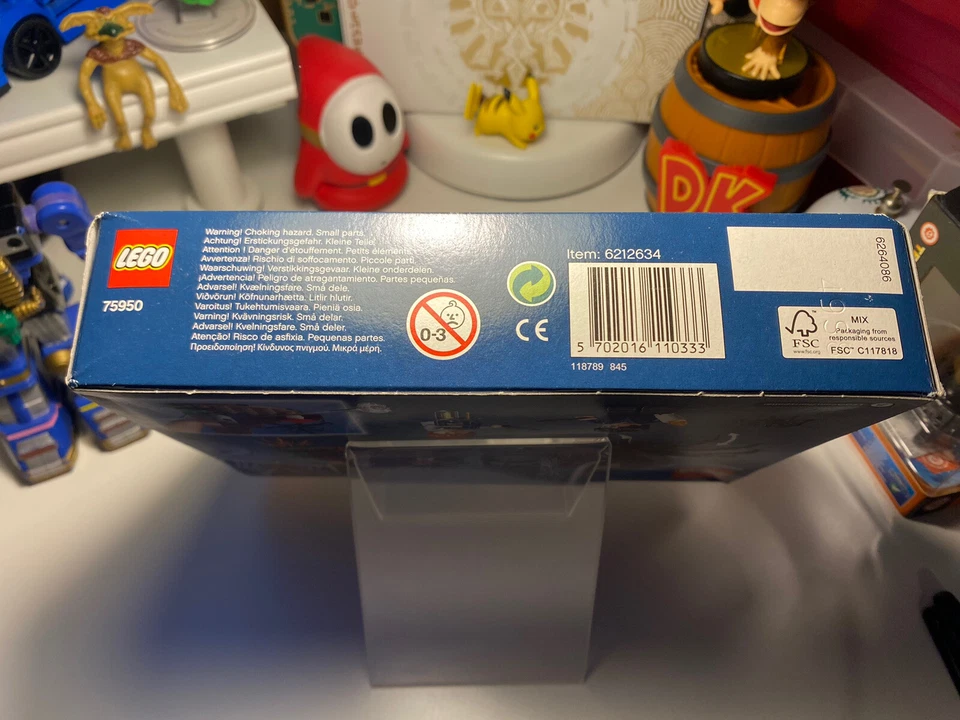 LEGO
75950
Warning! Choking hazard. Small parts.
Achtung! Erstickungsgefahr. Kleine Teile.
Attention ! Danger d'étouffement. Petits éléments.
Avvertenza! Rischio di soffocamento. Piccole parti.
Waarschuwing! Verstikkingsgevaar. Kleine onderdelen.
¡Advertencia! Peligro de atragantamiento. Partes pequeñas.
Advarsel! Kvælningsfare. Små dele.
Viðvörun! Köfnunarhætta. Litlir hlutir.
Varoitus! Tukehtumisvaara. Pieniä osia.
Varning! Kvävningsrisk. Små delar.
Advarsel! Kvelningsfare. Små deler.
Atenção! Risco de asfixia. Pequenas partes.
Προειδοποίηση! Κίνδυνος πνιγμού. Μικρά μέρη.
0-3
CE
Item: 6212634
5 702016 110333
118789 845
6264086
FSC
www.fsc.org
MIX
Packaging from
responsible sources
FSC™ C117818
DK